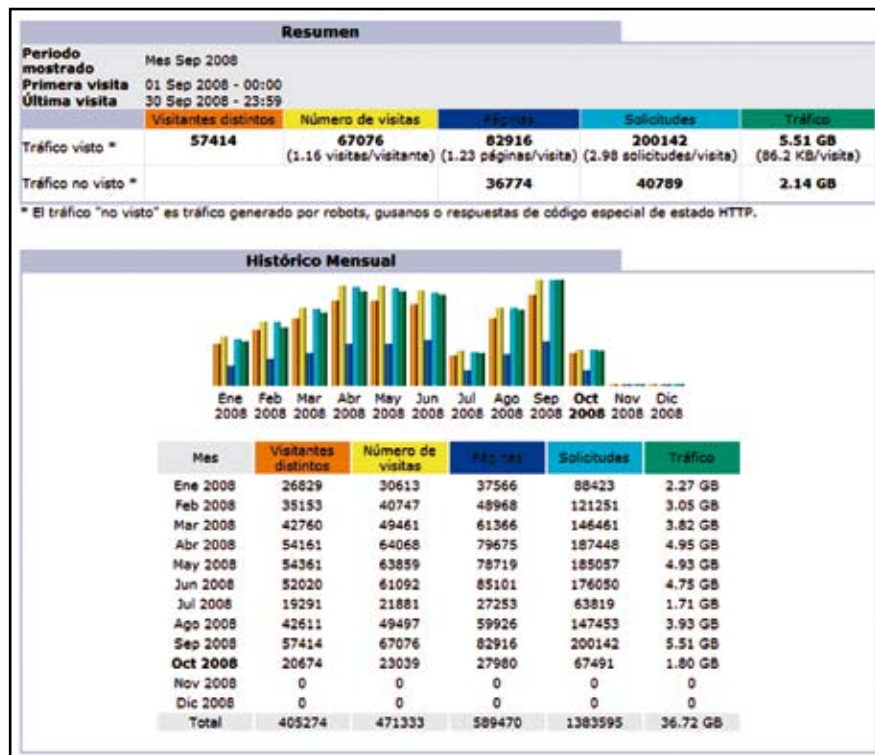 Resumen
Periodo mostrado Mes Sep 2008
Primera visita 01 Sep 2008 - 00:00
Última visita 30 Sep 2008 - 23:59
Visitantes distintos Número de visitas Páginas Solicitudes Tráfico
Tráfico visto * 57414 67076 82916 200142 5.51 GB
(1.16 visitas/visitante) (1.23 páginas/visita) (2.98 solicitudes/visita) (86.2 KB/visita)
Tráfico no visto * 36774 40789 2.14 GB
* El tráfico "no visto" es tráfico generado por robots, gusanos o respuestas de código especial de estado HTTP.
Histórico Mensual
Ene Feb Mar Abr May Jun Jul Ago Sep Oct Nov Dic
2008 2008 2008 2008 2008 2008 2008 2008 2008 2008 2008 2008
Mes Visitantes distintos Número de visitas Páginas Solicitudes Tráfico
Ene 2008 26829 30613 37566 88423 2.27 GB
Feb 2008 35153 40747 48968 121251 3.05 GB
Mar 2008 42760 49461 61366 146461 3.82 GB
Abr 2008 54161 64068 79675 187448 4.95 GB
May 2008 54361 63859 78719 185057 4.93 GB
Jun 2008 52020 61092 85101 176050 4.75 GB
Jul 2008 19291 21881 27253 63819 1.71 GB
Ago 2008 42611 49497 59926 147453 3.93 GB
Sep 2008 57414 67076 82916 200142 5.51 GB
Oct 2008 20674 23039 27980 67491 1.80 GB
Nov 2008 0 0 0 0 0
Dic 2008 0 0 0 0 0
Total 405274 471333 589470 1383595 36.72 GB